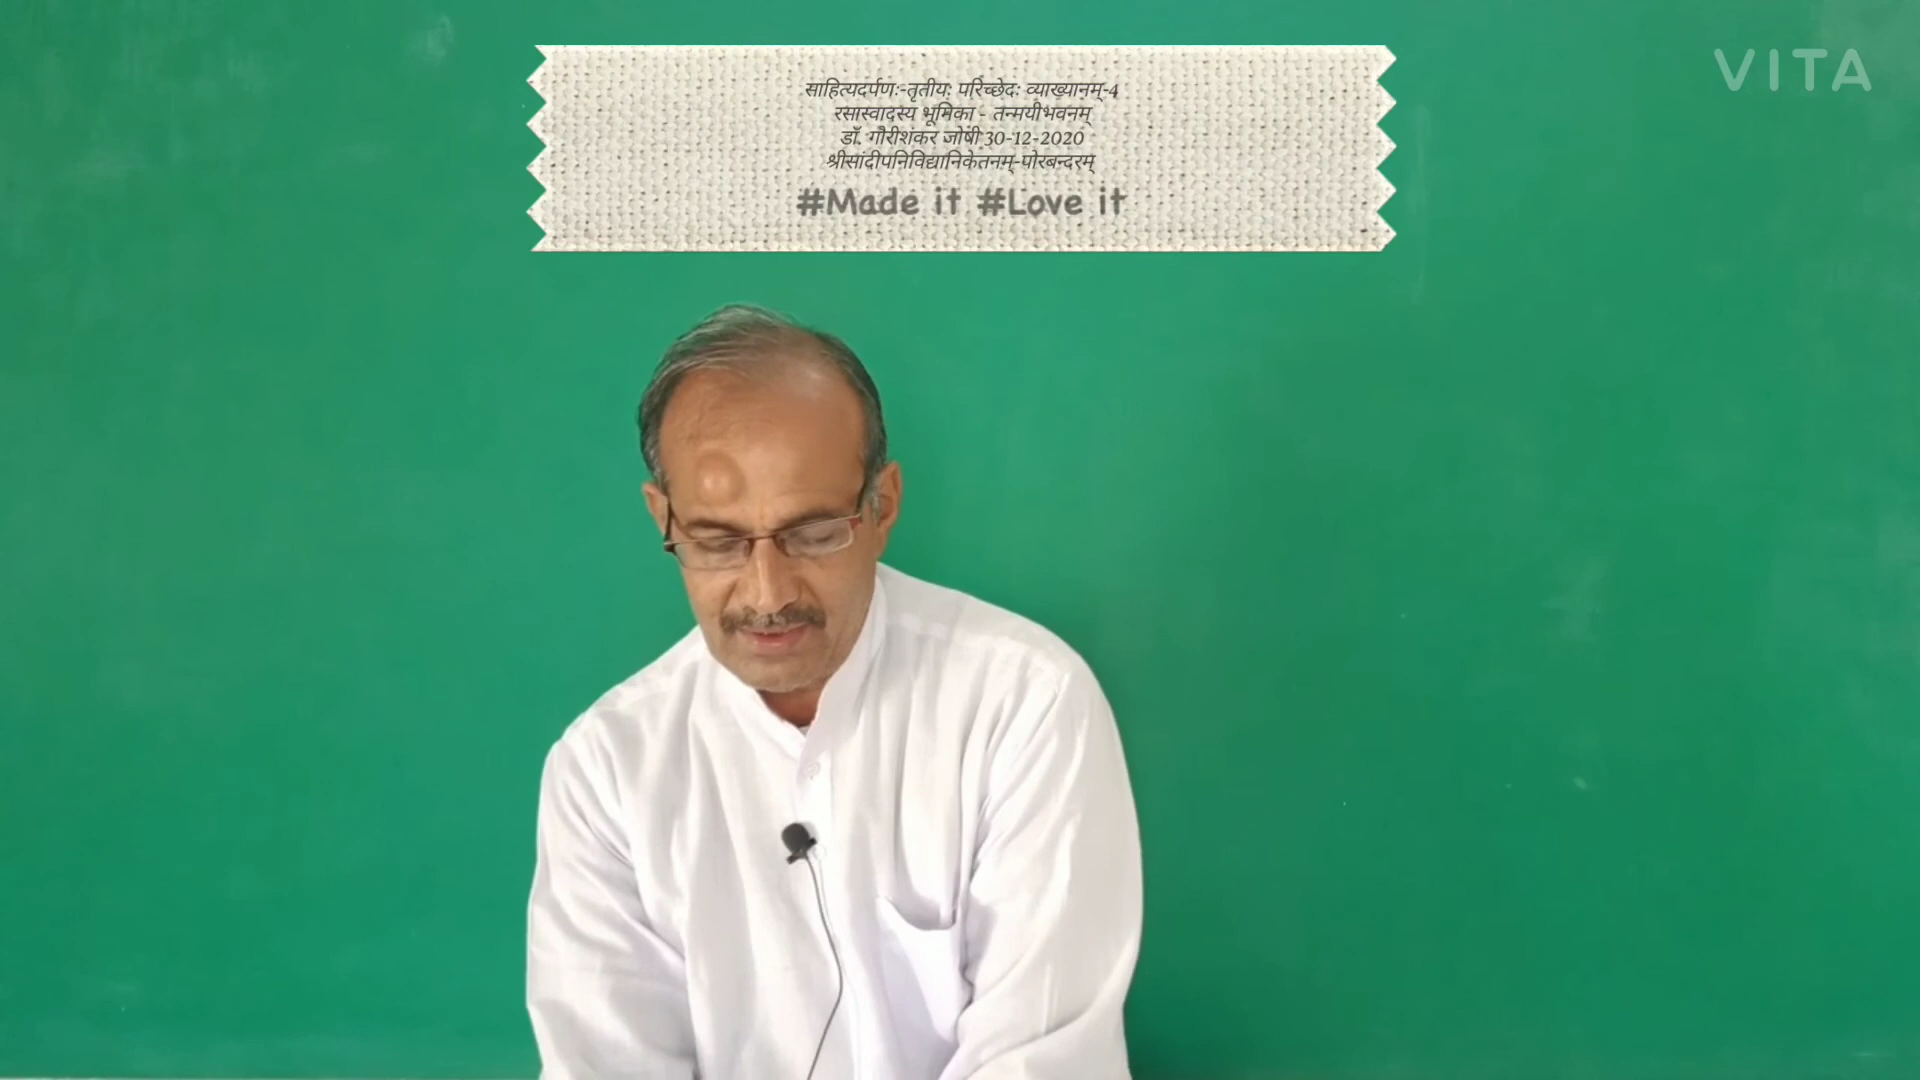 साहित्यदर्पणः-तृतीयः परिच्छेदः व्याख्यानम्-4
रसास्वादस्य भूमिका - तन्मयीभवनम्
डॉ. गौरीशंकर जोषी 30-12-2020
श्रीसांदीपनिविद्यानिकेतनम्-पोरबन्दरम्
#Made it #Love it
VITA